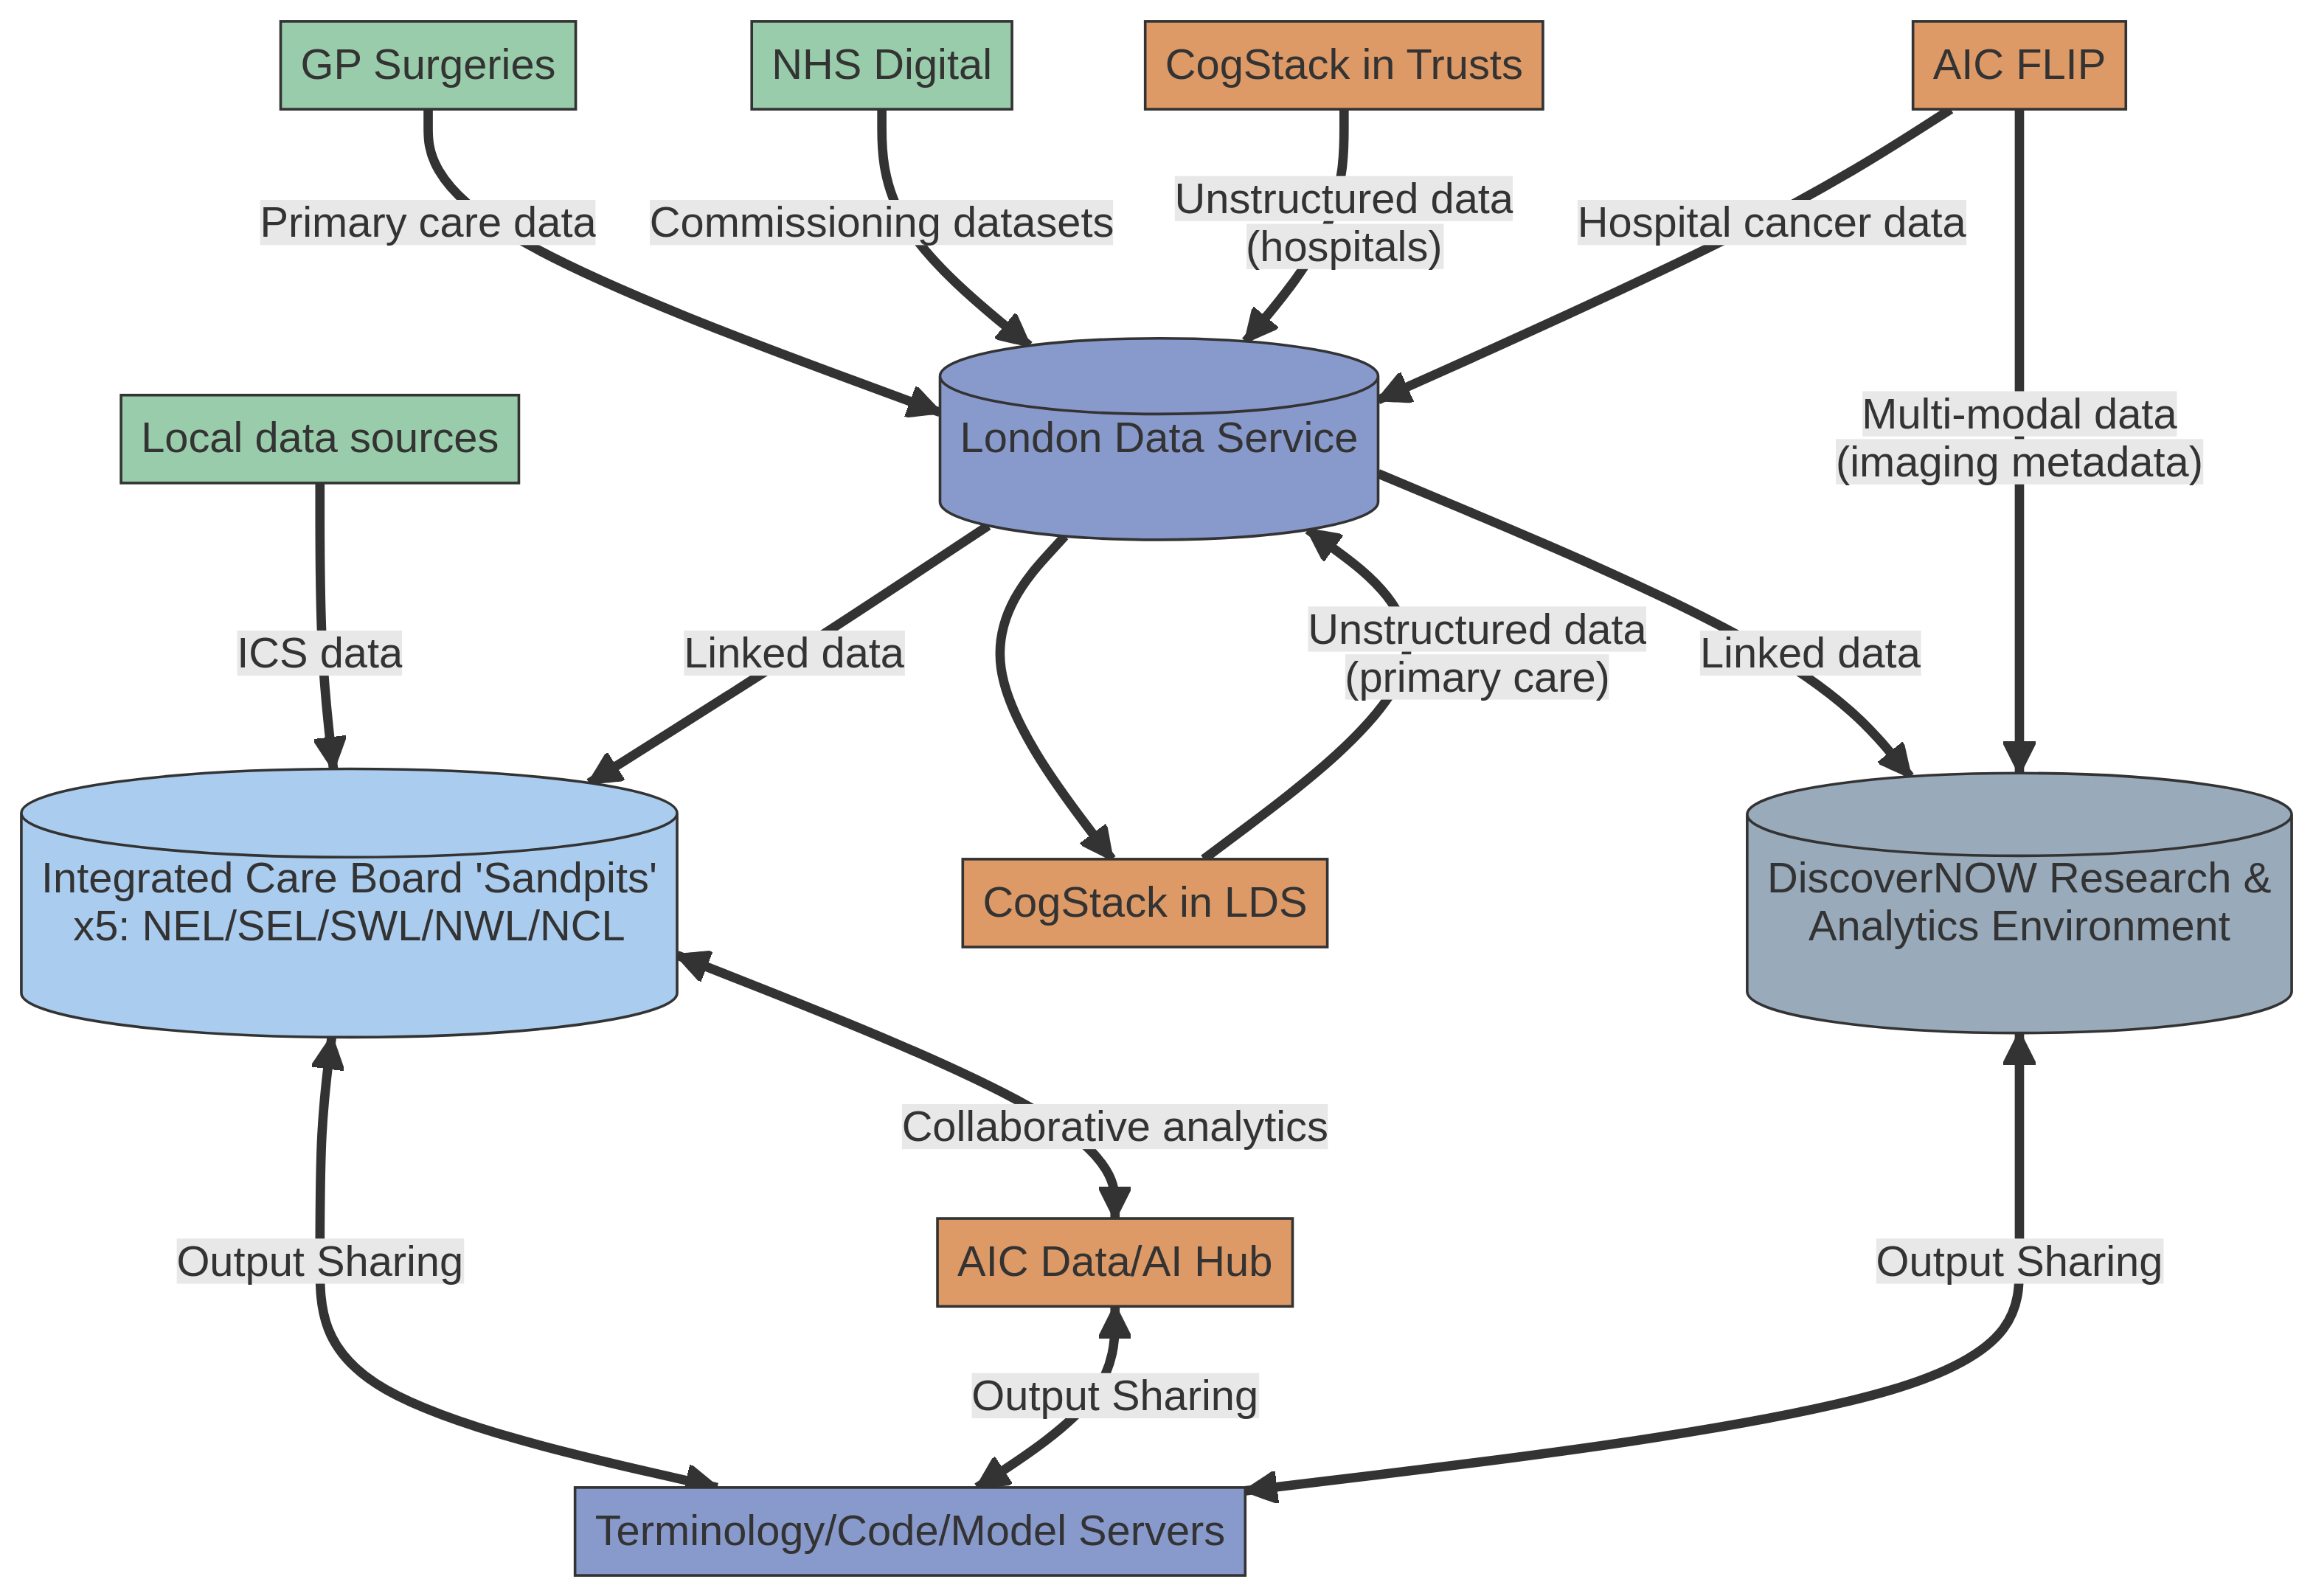 GP Surgeries
NHS Digital
CogStack in Trusts
AIC FLIP
Primary care data
Commissioning datasets
Unstructured data
(hospitals)
Hospital cancer data
Local data sources
London Data Service
Multi-modal data
(imaging metadata)
ICS data
Linked data
Unstructured data
(primary care)
Linked data
Integrated Care Board 'Sandpits'
x5: NEL/SEL/SWL/NWL/NCL
CogStack in LDS
DiscoverNOW Research &
Analytics Environment
Collaborative analytics
Output Sharing
AIC Data/AI Hub
Output Sharing
Output Sharing
Terminology/Code/Model Servers